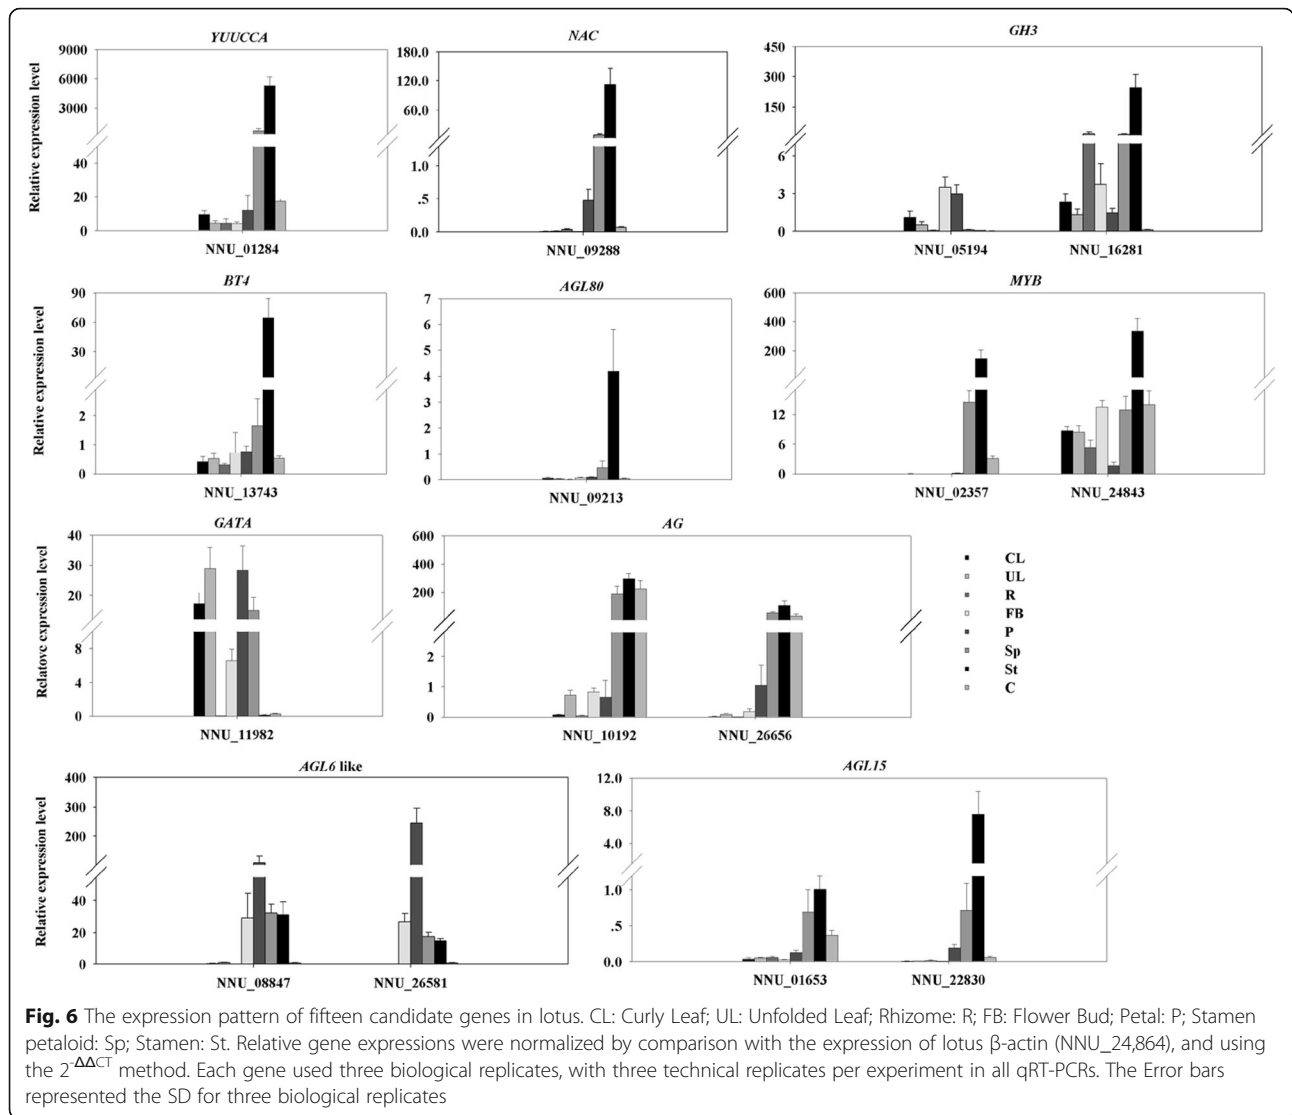 YUUCCA
NAC
GH3
Relative expression level
9000
6000
3000
40
20
0
NNU_01284
180.0
120.0
60.0
1.0
.5
0.0
NNU_09288
450
300
150
6
3
0
NNU_05194 NNU_16281
BT4
AGL80
MYB
Relative expression level
90
60
30
2
1
0
NNU_13743
7
6
5
4
3
2
1
0
NNU_09213
600
400
200
12
6
0
NNU_02357 NNU_24843
GATA
AG
Relatove expression level
40
30
20
8
4
0
NNU_11982
600
400
200
2
1
0
NNU_10192 NNU_26656
CL
UL
R
FB
P
Sp
St
C
AGL6 like
AGL15
Relative expression level
400
300
200
40
20
0
NNU_08847 NNU_26581
12.0
8.0
4.0
1.0
.5
0.0
NNU_01653 NNU_22830
Fig. 6 The expression pattern of fifteen candidate genes in lotus. CL: Curly Leaf; UL: Unfolded Leaf; Rhizome: R; FB: Flower Bud; Petal: P; Stamen
petaloid: Sp; Stamen: St. Relative gene expressions were normalized by comparison with the expression of lotus β-actin (NNU_24,864), and using
the 2-ΔΔCT method. Each gene used three biological replicates, with three technical replicates per experiment in all qRT-PCRs. The Error bars
represented the SD for three biological replicates